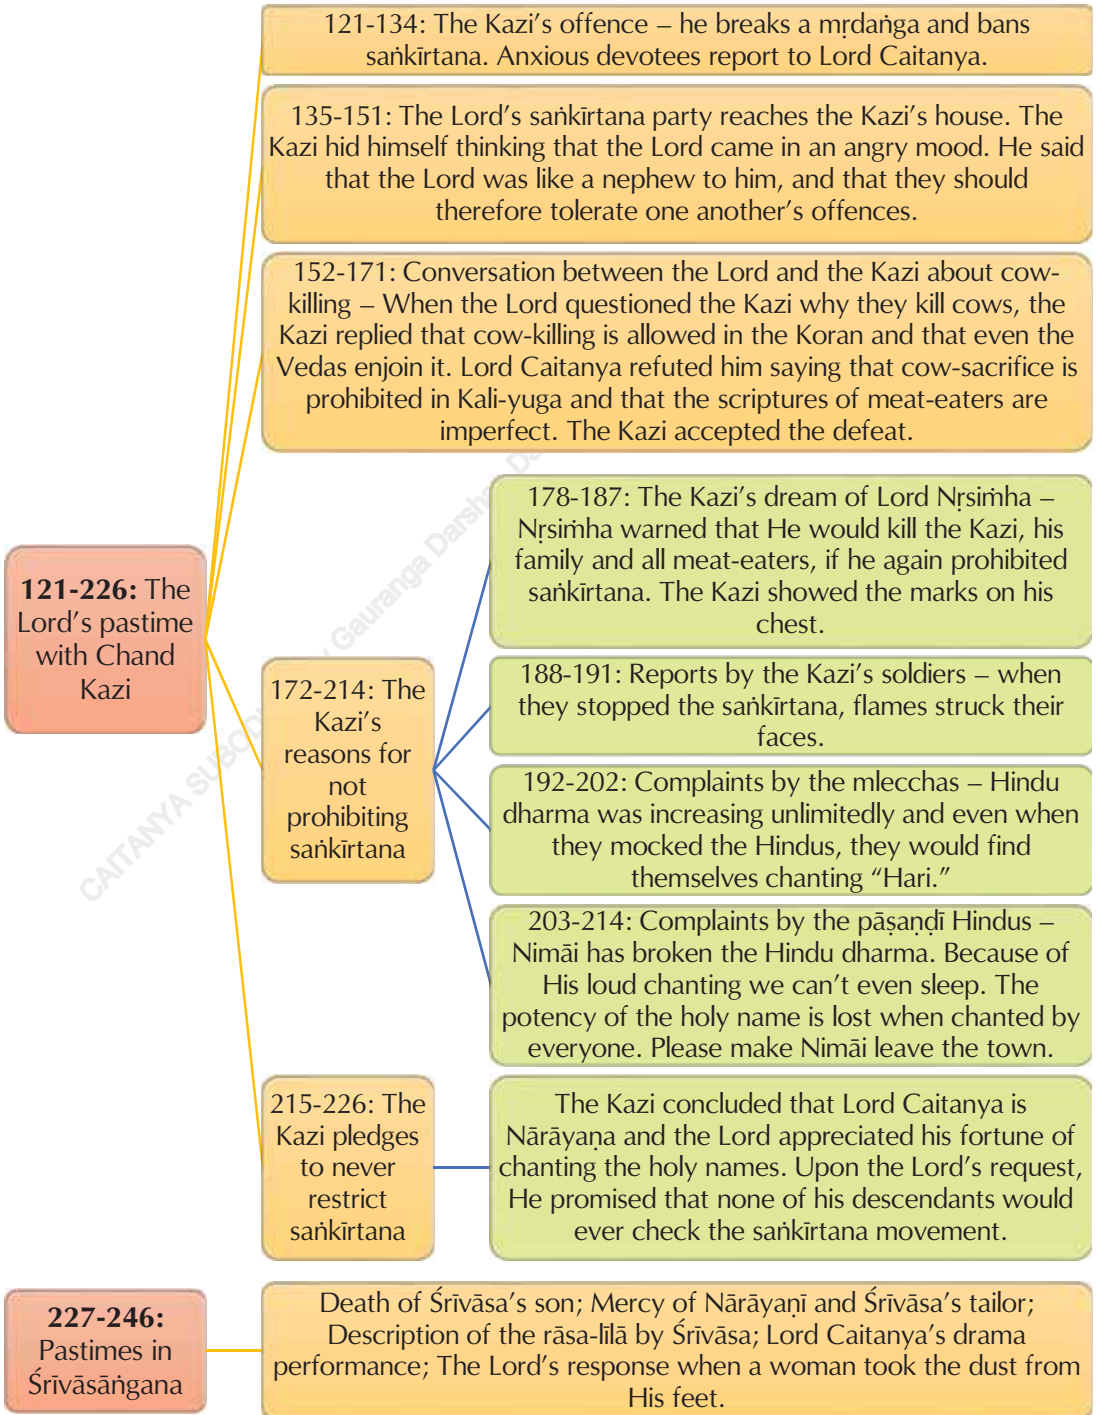 121-134: The Kazi’s offence – he breaks a mṛdaṅga and bans
saṅkīrtana. Anxious devotees report to Lord Caitanya.
135-151: The Lord’s saṅkīrtana party reaches the Kazi’s house. The
Kazi hid himself thinking that the Lord came in an angry mood. He said
that the Lord was like a nephew to him, and that they should
therefore tolerate one another’s offences.
152-171: Conversation between the Lord and the Kazi about cow-
killing – When the Lord questioned the Kazi why they kill cows, the
Kazi replied that cow-killing is allowed in the Koran and that even the
Vedas enjoin it. Lord Caitanya refuted him saying that cow-sacrifice is
prohibited in Kali-yuga and that the scriptures of meat-eaters are
imperfect. The Kazi accepted the defeat.
121-226: The
Lord’s pastime
with Chand
Kazi
172-214: The
Kazi’s
reasons for
not
prohibiting
saṅkīrtana
178-187: The Kazi’s dream of Lord Nṛsiṁha –
Nṛsiṁha warned that He would kill the Kazi, his
family and all meat-eaters, if he again prohibited
saṅkīrtana. The Kazi showed the marks on his
chest.
188-191: Reports by the Kazi’s soldiers – when
they stopped the saṅkīrtana, flames struck their
faces.
192-202: Complaints by the mlecchas – Hindu
dharma was increasing unlimitedly and even when
they mocked the Hindus, they would find
themselves chanting “Hari.”
203-214: Complaints by the pāṣaṇḍī Hindus –
Nimāi has broken the Hindu dharma. Because of
His loud chanting we can’t even sleep. The
potency of the holy name is lost when chanted by
everyone. Please make Nimāi leave the town.
215-226: The
Kazi pledges
to never
restrict
saṅkīrtana
The Kazi concluded that Lord Caitanya is
Nārāyaṇa and the Lord appreciated his fortune of
chanting the holy names. Upon the Lord’s request,
He promised that none of his descendants would
ever check the saṅkīrtana movement.
227-246:
Pastimes in
Śrīvāsāṅgana
Death of Śrīvāsa’s son; Mercy of Nārāyaṇī and Śrīvāsa’s tailor;
Description of the rāsa-līlā by Śrīvāsa; Lord Caitanya’s drama
performance; The Lord’s response when a woman took the dust from
His feet.
CAITANYA Gauranga